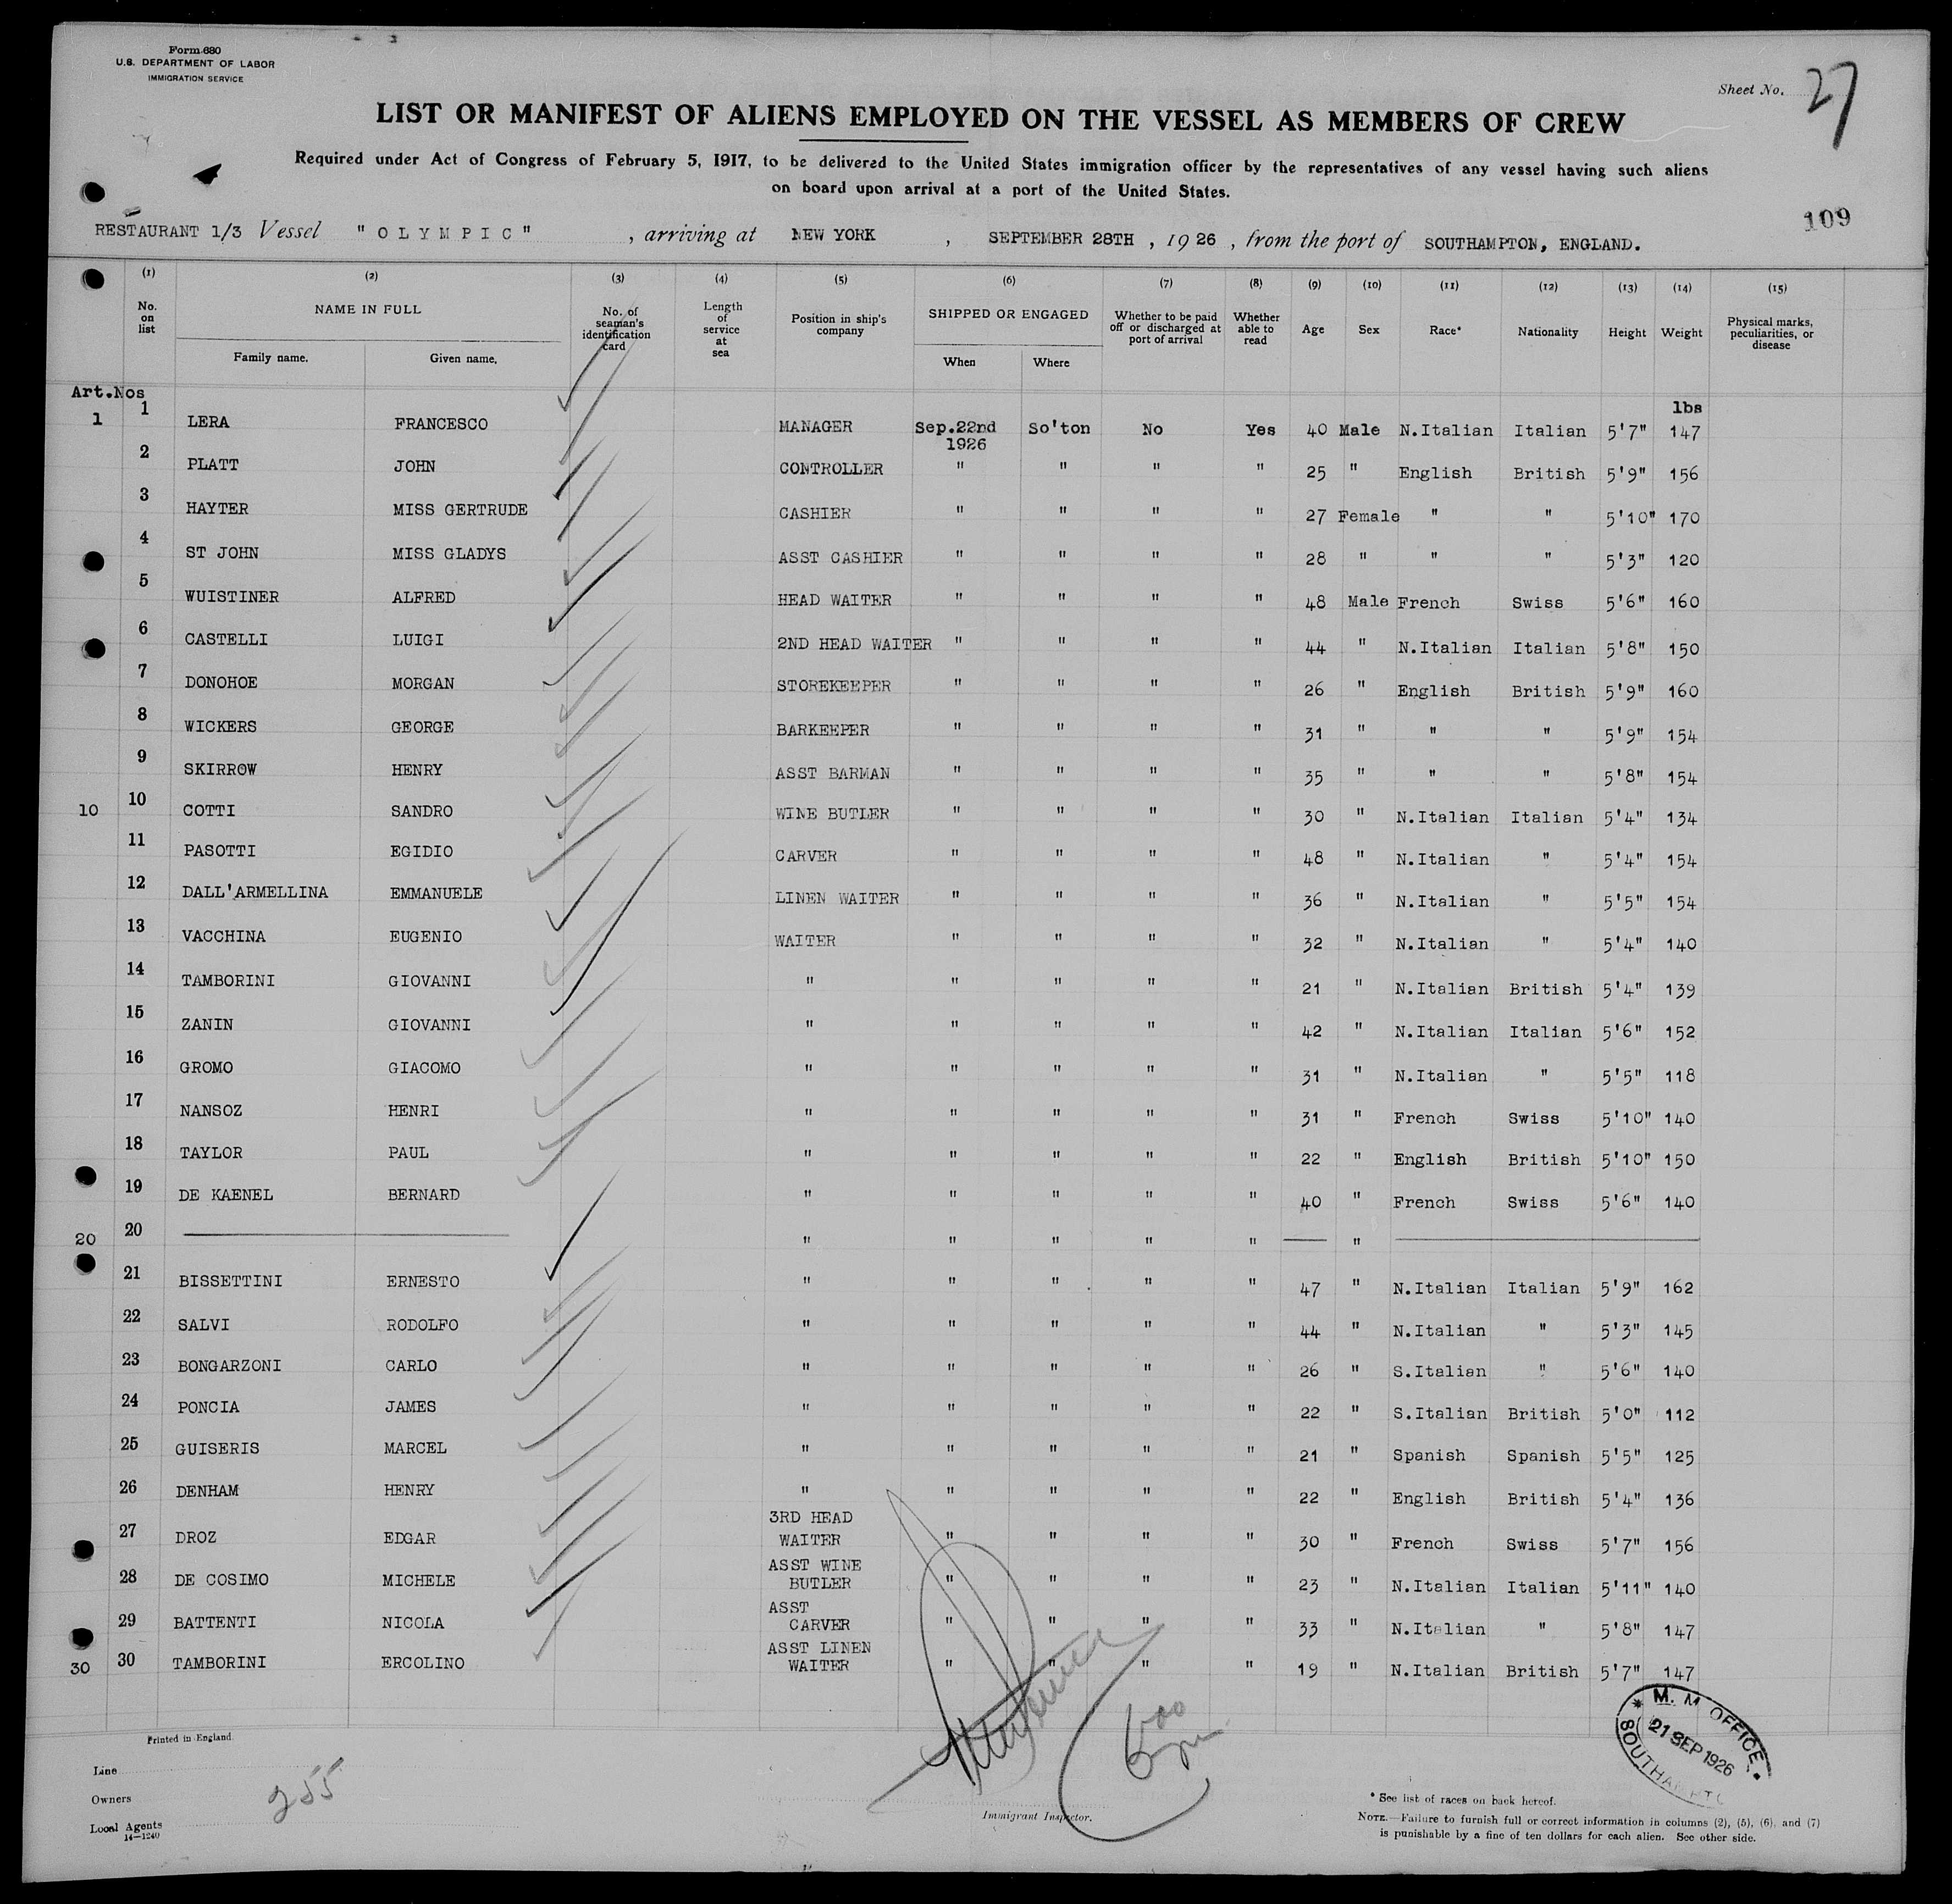 Form 680
U.S. DEPARTMENT OF LABOR
IMMIGRATION SERVICE
Sheet No. 27
LIST OR MANIFEST OF ALIENS EMPLOYED ON THE VESSEL AS MEMBERS OF CREW
Required under Act of Congress of February 5, 1917, to be delivered to the United States immigration officer by the representatives of any vessel having such aliens
on board upon arrival at a port of the United States.
109
RESTAURANT 1/3 Vessel "OLYMPIC", arriving at NEW YORK, SEPTEMBER 28TH, 1926, from the port of SOUTHAMPTON, ENGLAND.
(1) (2) (3) (4) (5) (6) (7) (8) (9) (10) (11) (12) (13) (14) (15)
No. on list NAME IN FULL Family name. Given name. No. of seaman's identification card Length of service at sea Position in ship's company SHIPPED OR ENGAGED When Where Whether to be paid off or discharged at port of arrival Whether able to read Age Sex Race* Nationality Height Weight Physical marks, peculiarities, or disease
Art.Nos
lbs
1 1 LERA FRANCESCO MANAGER Sep.22nd 1926 So'ton No Yes 40 Male N.Italian Italian 5'7" 147
2 PLATT JOHN CONTROLLER " " " " 25 " English British 5'9" 156
3 HAYTER MISS GERTRUDE CASHIER " " " " 27 Female " " 5'10" 170
4 ST JOHN MISS GLADYS ASST CASHIER " " " " 28 " " " 5'3" 120
5 WUISTINER ALFRED HEAD WAITER " " " " 48 Male French Swiss 5'6" 160
6 CASTELLI LUIGI 2ND HEAD WAITER " " " " 44 " N.Italian Italian 5'8" 150
7 DONOHOE MORGAN STOREKEEPER " " " " 26 " English British 5'9" 160
8 WICKERS GEORGE BARKEEPER " " " " 31 " " " 5'9" 154
9 SKIRROW HENRY ASST BARMAN " " " " 35 " " " 5'8" 154
10 10 COTTI SANDRO WINE BUTLER " " " " 30 " N.Italian Italian 5'4" 134
11 PASOTTI EGIDIO CARVER " " " " 48 " N.Italian " 5'4" 154
12 DALL'ARMELLINA EMMANUELE LINEN WAITER " " " " 36 " N.Italian " 5'5" 154
13 VACCHINA EUGENIO WAITER " " " " 32 " N.Italian " 5'4" 140
14 TAMBORINI GIOVANNI " " " " " 21 " N.Italian British 5'4" 139
15 ZANIN GIOVANNI " " " " " 42 " N.Italian Italian 5'6" 152
16 GROMO GIACOMO " " " " " 31 " N.Italian " 5'5" 118
17 NANSOZ HENRI " " " " " 31 " French Swiss 5'10" 140
18 TAYLOR PAUL " " " " " 22 " English British 5'10" 150
19 DE KAENEL BERNARD " " " " " 40 " French Swiss 5'6" 140
20 20 " " " " " "
21 BISSETTINI ERNESTO " " " " " 47 " N.Italian Italian 5'9" 162
22 SALVI RODOLFO " " " " " 44 " N.Italian " 5'3" 145
23 BONGARZONI CARLO " " " " " 26 " S.Italian " 5'6" 140
24 PONCIA JAMES " " " " " 22 " S.Italian British 5'0" 112
25 GUISERIS MARCEL " " " " " 21 " Spanish Spanish 5'5" 125
26 DENHAM HENRY " " " " " 22 " English British 5'4" 136
27 DROZ EDGAR 3RD HEAD WAITER " " " " 30 " French Swiss 5'7" 156
28 DE COSIMO MICHELE ASST WINE BUTLER " " " " 23 " N.Italian Italian 5'11" 140
29 BATTENTI NICOLA ASST CARVER " " " " 33 " N.Italian " 5'8" 147
30 30 TAMBORINI ERCOLINO ASST LINEN WAITER " " " " 19 " N.Italian British 5'7" 147
M. M OFFICE
21 SEP 1926
Printed in England
Line
Owners
255
Local Agents
14—1240
Immigrant Inspector.
* See list of races on back hereof.
NOTE.—Failure to furnish full or correct information in columns (2), (5), (6), and (7)
is punishable by a fine of ten dollars for each alien. See other side.